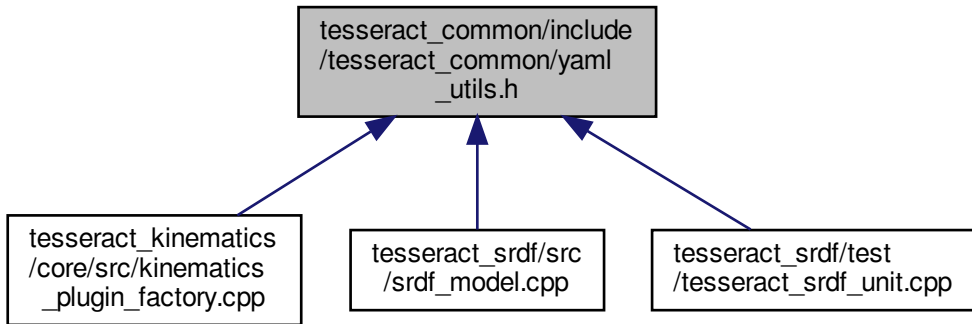 tesseract_common/include
/tesseract_common/yaml
_utils.h
tesseract_kinematics
/core/src/kinematics
_plugin_factory.cpp
tesseract_srdf/src
/srdf_model.cpp
tesseract_srdf/test
/tesseract_srdf_unit.cpp